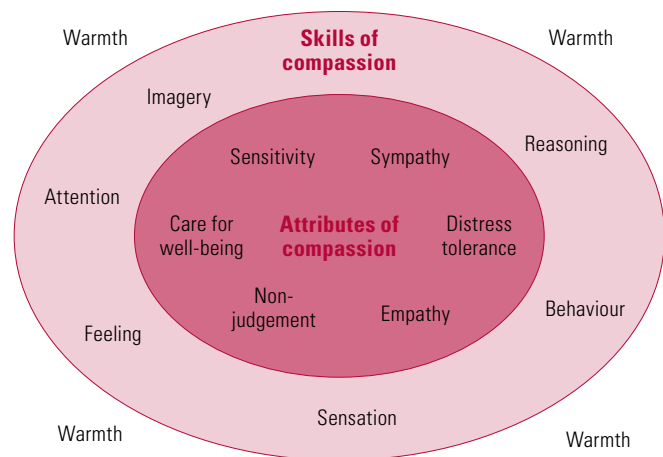 Warmth
Skills of
compassion
Warmth
Imagery
Reasoning
Sensitivity
Sympathy
Attention
Care for
well-being
Attributes of
compassion
Distress
tolerance
Non-
judgement
Empathy
Behaviour
Feeling
Sensation
Warmth
Warmth